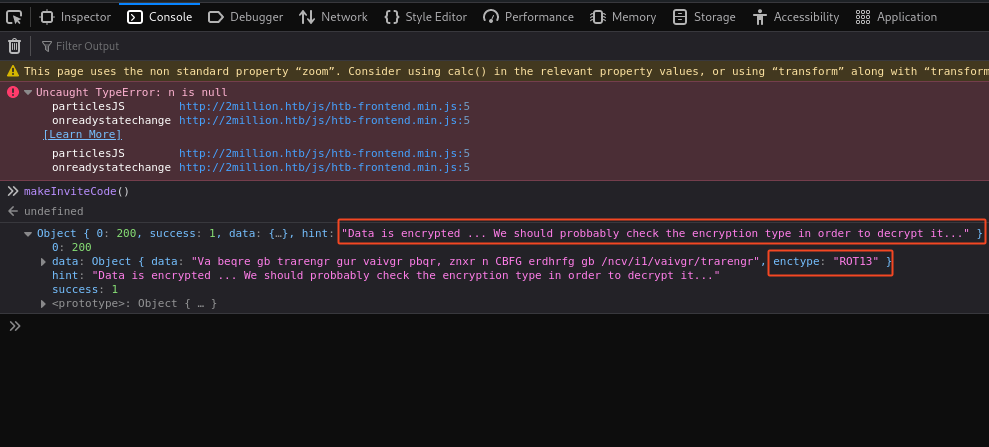 Inspector Console Debugger Network Style Editor Performance Memory Storage Accessibility Application
Filter Output
This page uses the non standard property “zoom”. Consider using calc() in the relevant property values, or using “transform” along with “transform
Uncaught TypeError: n is null
particlesJS http://2million.htb/js/htb-frontend.min.js:5
onreadystatechange http://2million.htb/js/htb-frontend.min.js:5
[Learn More]
particlesJS http://2million.htb/js/htb-frontend.min.js:5
onreadystatechange http://2million.htb/js/htb-frontend.min.js:5
makeInviteCode()
undefined
Object { 0: 200, success: 1, data: {…}, hint: "Data is encrypted ... We should probbably check the encryption type in order to decrypt it..." }
0: 200
data: Object { data: "Va beqre gb trarengr gur vaivgr pbqr, znxr n CBFG erdhrfg gb /ncv/i1/vaivgr/trarengr", enctype: "ROT13" }
hint: "Data is encrypted ... We should probbably check the encryption type in order to decrypt it..."
success: 1
<prototype>: Object { … }